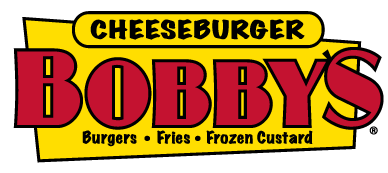 CHEESEBURGER
BOBBY'S
Burgers • Fries • Frozen Custard ®